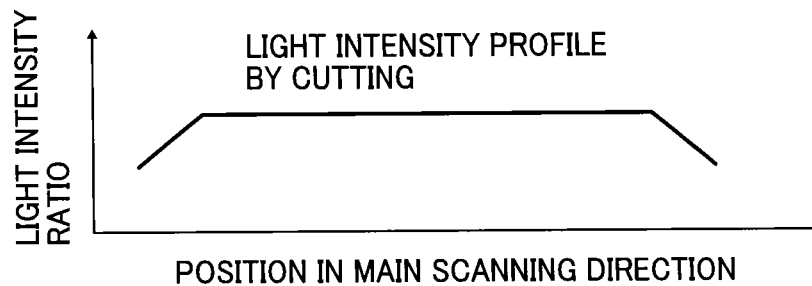 LIGHT INTENSITY PROFILE
BY CUTTING
LIGHT INTENSITY
RATIO
POSITION IN MAIN SCANNING DIRECTION